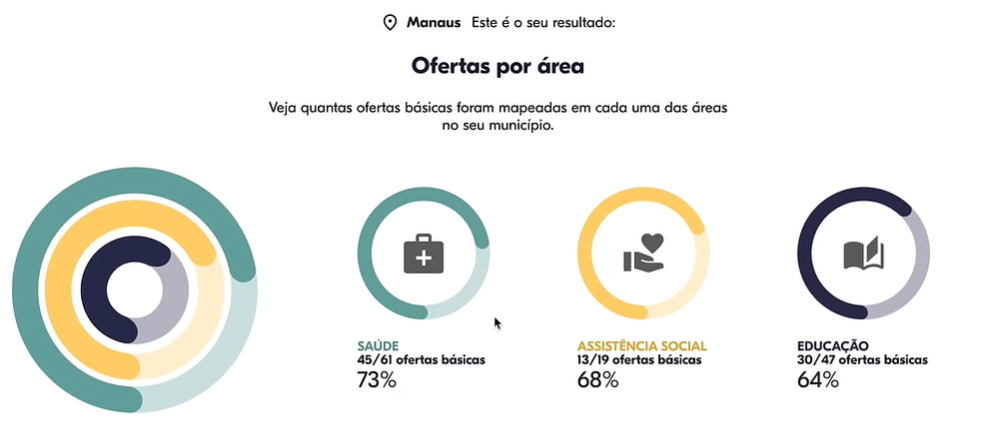 Manaus Este é o seu resultado:
Ofertas por área
Veja quantas ofertas básicas foram mapeadas em cada uma das áreas
no seu município.
SAÚDE
45/61 ofertas básicas
73%
ASSISTÊNCIA SOCIAL
13/19 ofertas básicas
68%
EDUCAÇÃO
30/47 ofertas básicas
64%